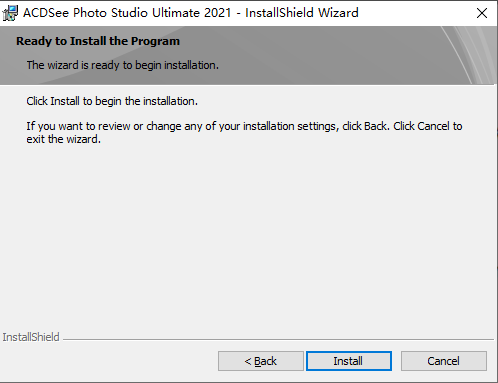 ACDSee Photo Studio Ultimate 2021 - InstallShield Wizard
Ready to Install the Program
The wizard is ready to begin installation.
Click Install to begin the installation.
If you want to review or change any of your installation settings, click Back. Click Cancel to
exit the wizard.
InstallShield
< Back
Install
Cancel